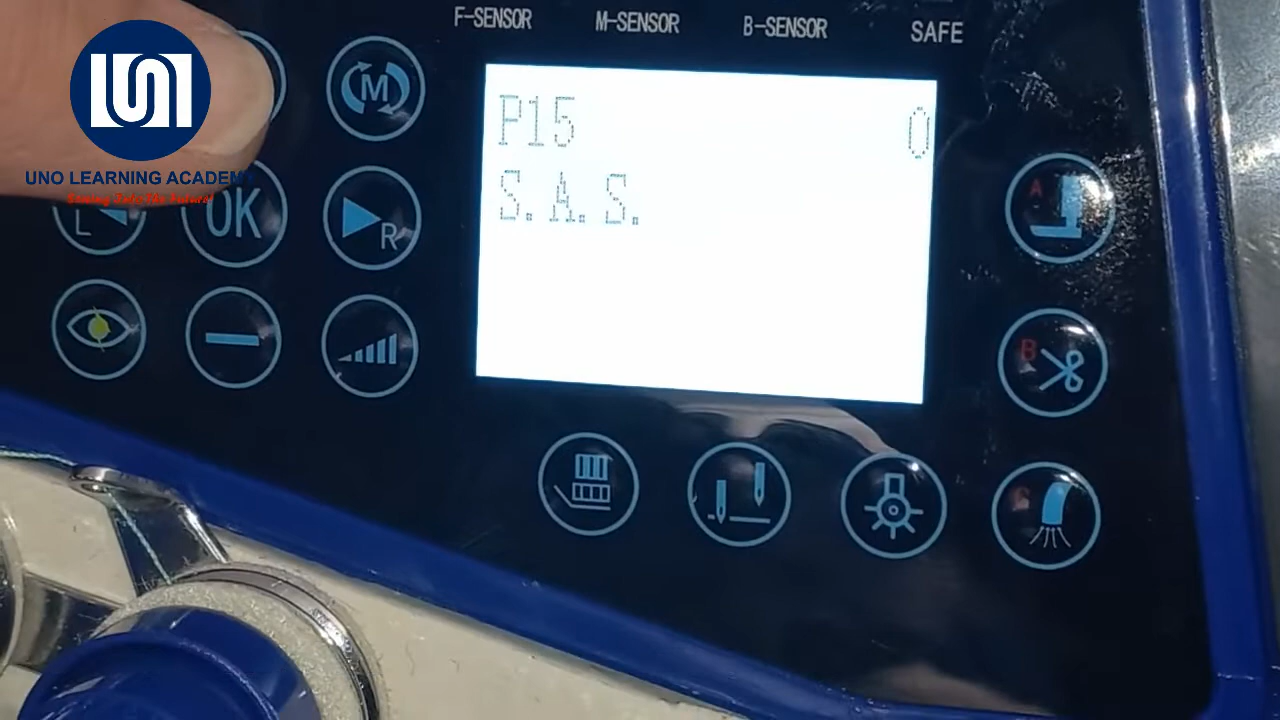 F-SENSOR M-SENSOR B-SENSOR SAFE
UNO LEARNING ACADEMY
M
P15 0
S.A.S.
L OK R
A
B